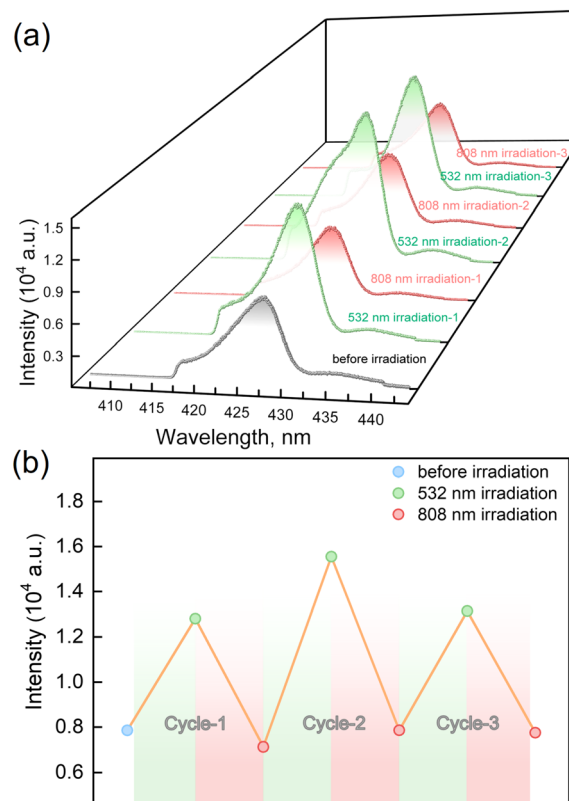 (a)
808 nm irradiation-3
532 nm irradiation-3
808 nm irradiation-2
532 nm irradiation-2
808 nm irradiation-1
532 nm irradiation-1
before irradiation
1.5
1.2
0.9
0.6
0.3
Intensity (10⁴ a.u.)
410 415 420 425 430 435 440
Wavelength, nm
(b)
before irradiation
532 nm irradiation
808 nm irradiation
1.8
1.6
1.4
1.2
1.0
0.8
0.6
Intensity (10⁴ a.u.)
Cycle-1 Cycle-2 Cycle-3